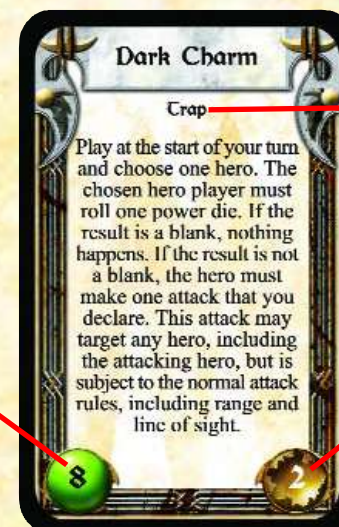 Dark Charm
Trap
Play at the start of your turn
and choose one hero. The
chosen hero player must
roll one power die. If the
result is a blank, nothing
happens. If the result is not
a blank, the hero must
make one attack that you
declare. This attack may
target any hero, including
the attacking hero, but is
subject to the normal attack
rules, including range and
line of sight.
8
2